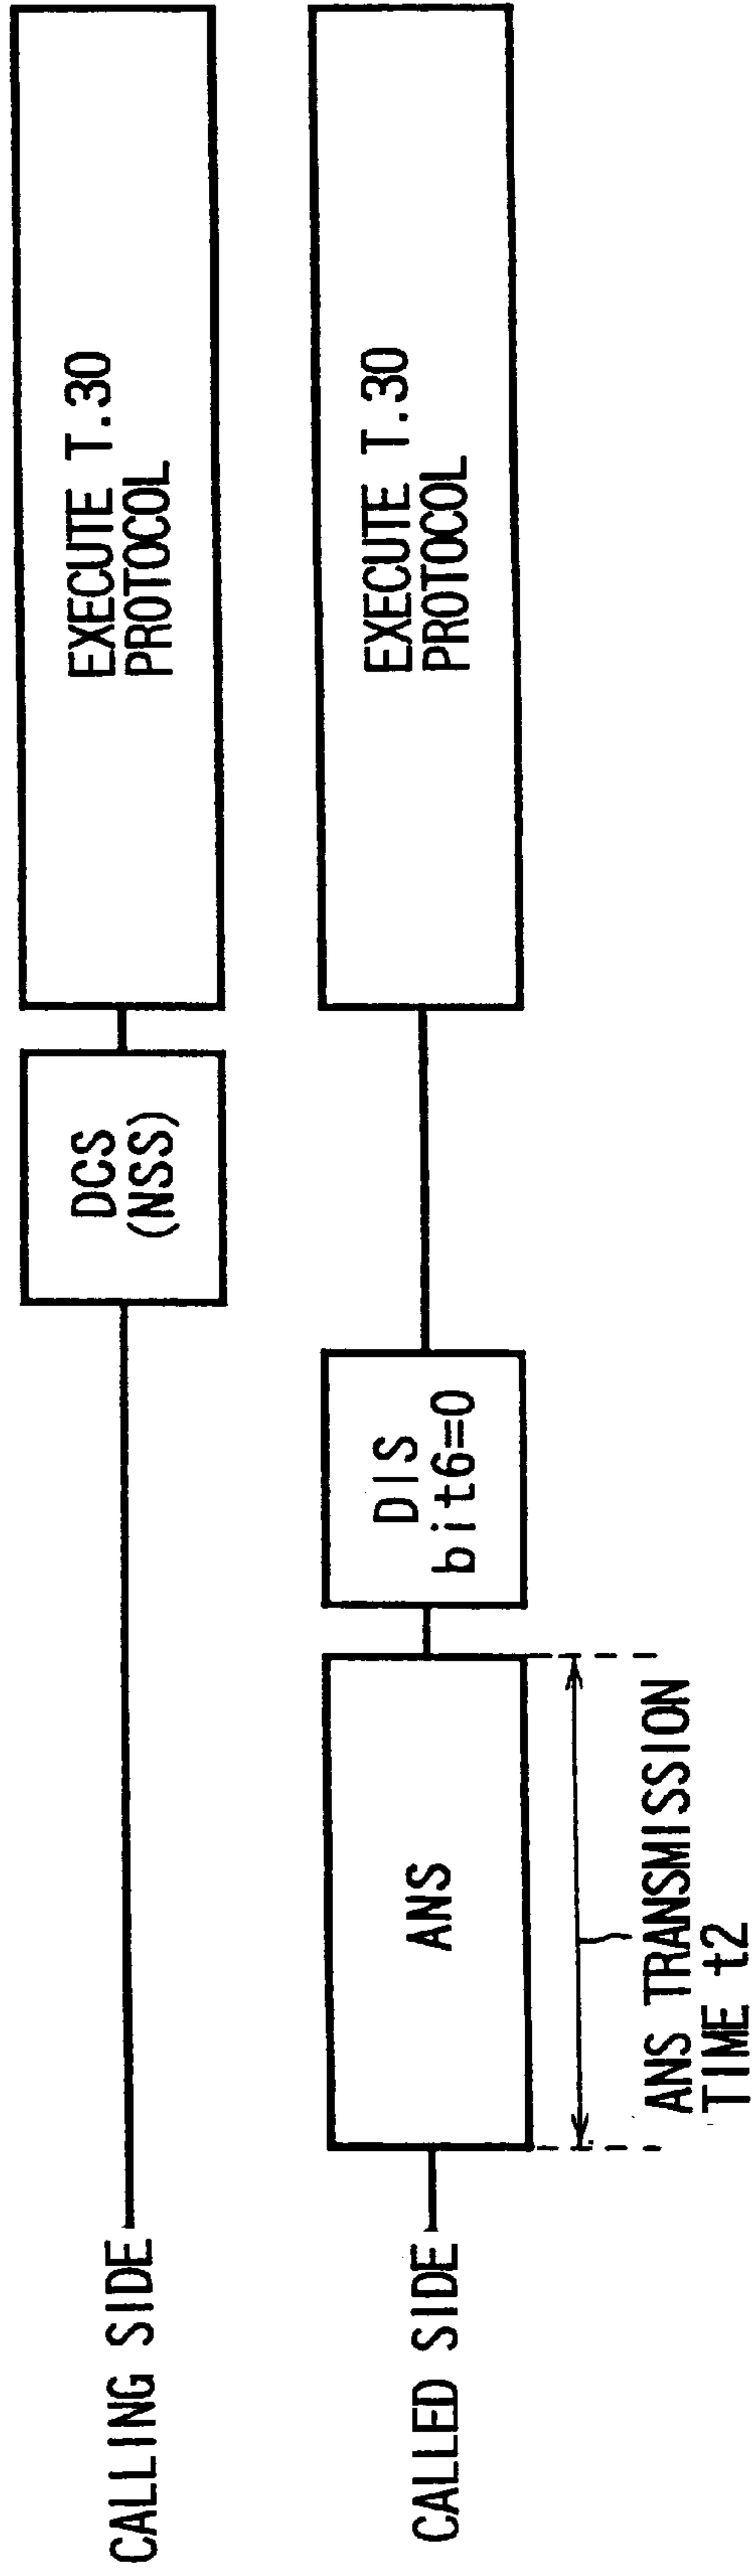 CALLING SIDE
DCS
(NSS)
EXECUTE T.30
PROTOCOL
CALLED SIDE
ANS
DIS
bit6=0
EXECUTE T.30
PROTOCOL
ANS TRANSMISSION
TIME t2